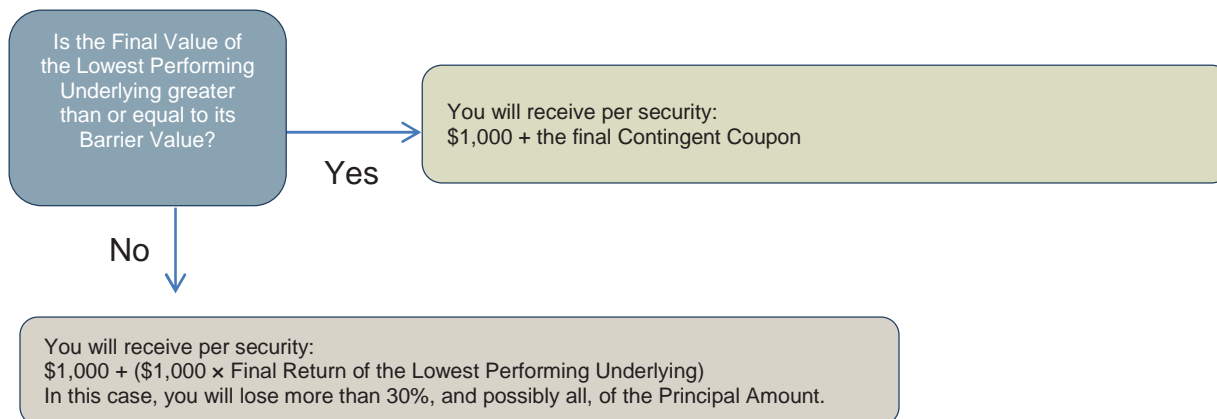 Is the Final Value of
the Lowest Performing
Underlying greater
than or equal to its
Barrier Value?
You will receive per security:
$1,000 + the final Contingent Coupon
Yes
No
You will receive per security:
$1,000 + ($1,000 × Final Return of the Lowest Performing Underlying)
In this case, you will lose more than 30%, and possibly all, of the Principal Amount.